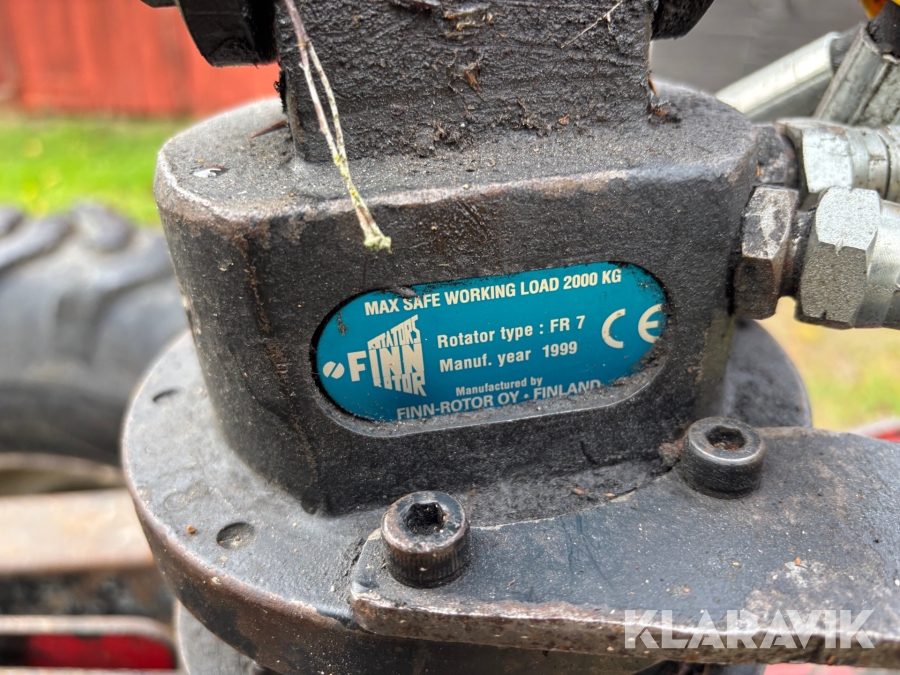 MAX SAFE WORKING LOAD 2000 KG
ROTATORS
FINN
ROTOR
Rotator type : FR 7
Manuf. year 1999
CE
Manufactured by
FINN-ROTOR OY • FINLAND
KLARAVIK